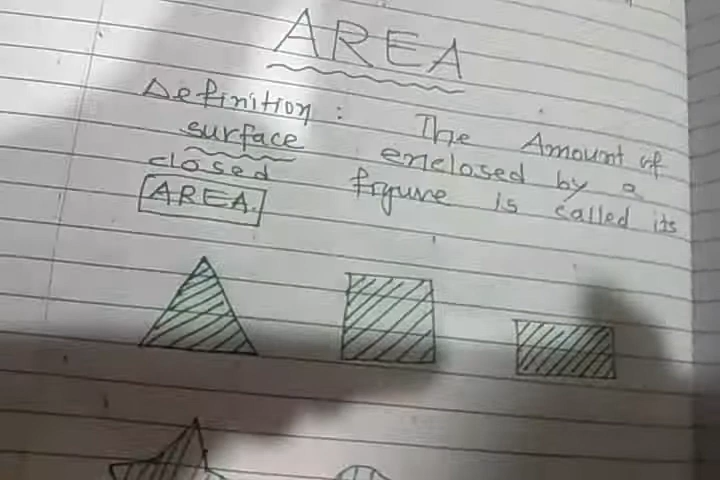 AREA
Definition : The Amount of
surface enclosed by a
closed figure is called its
AREA.